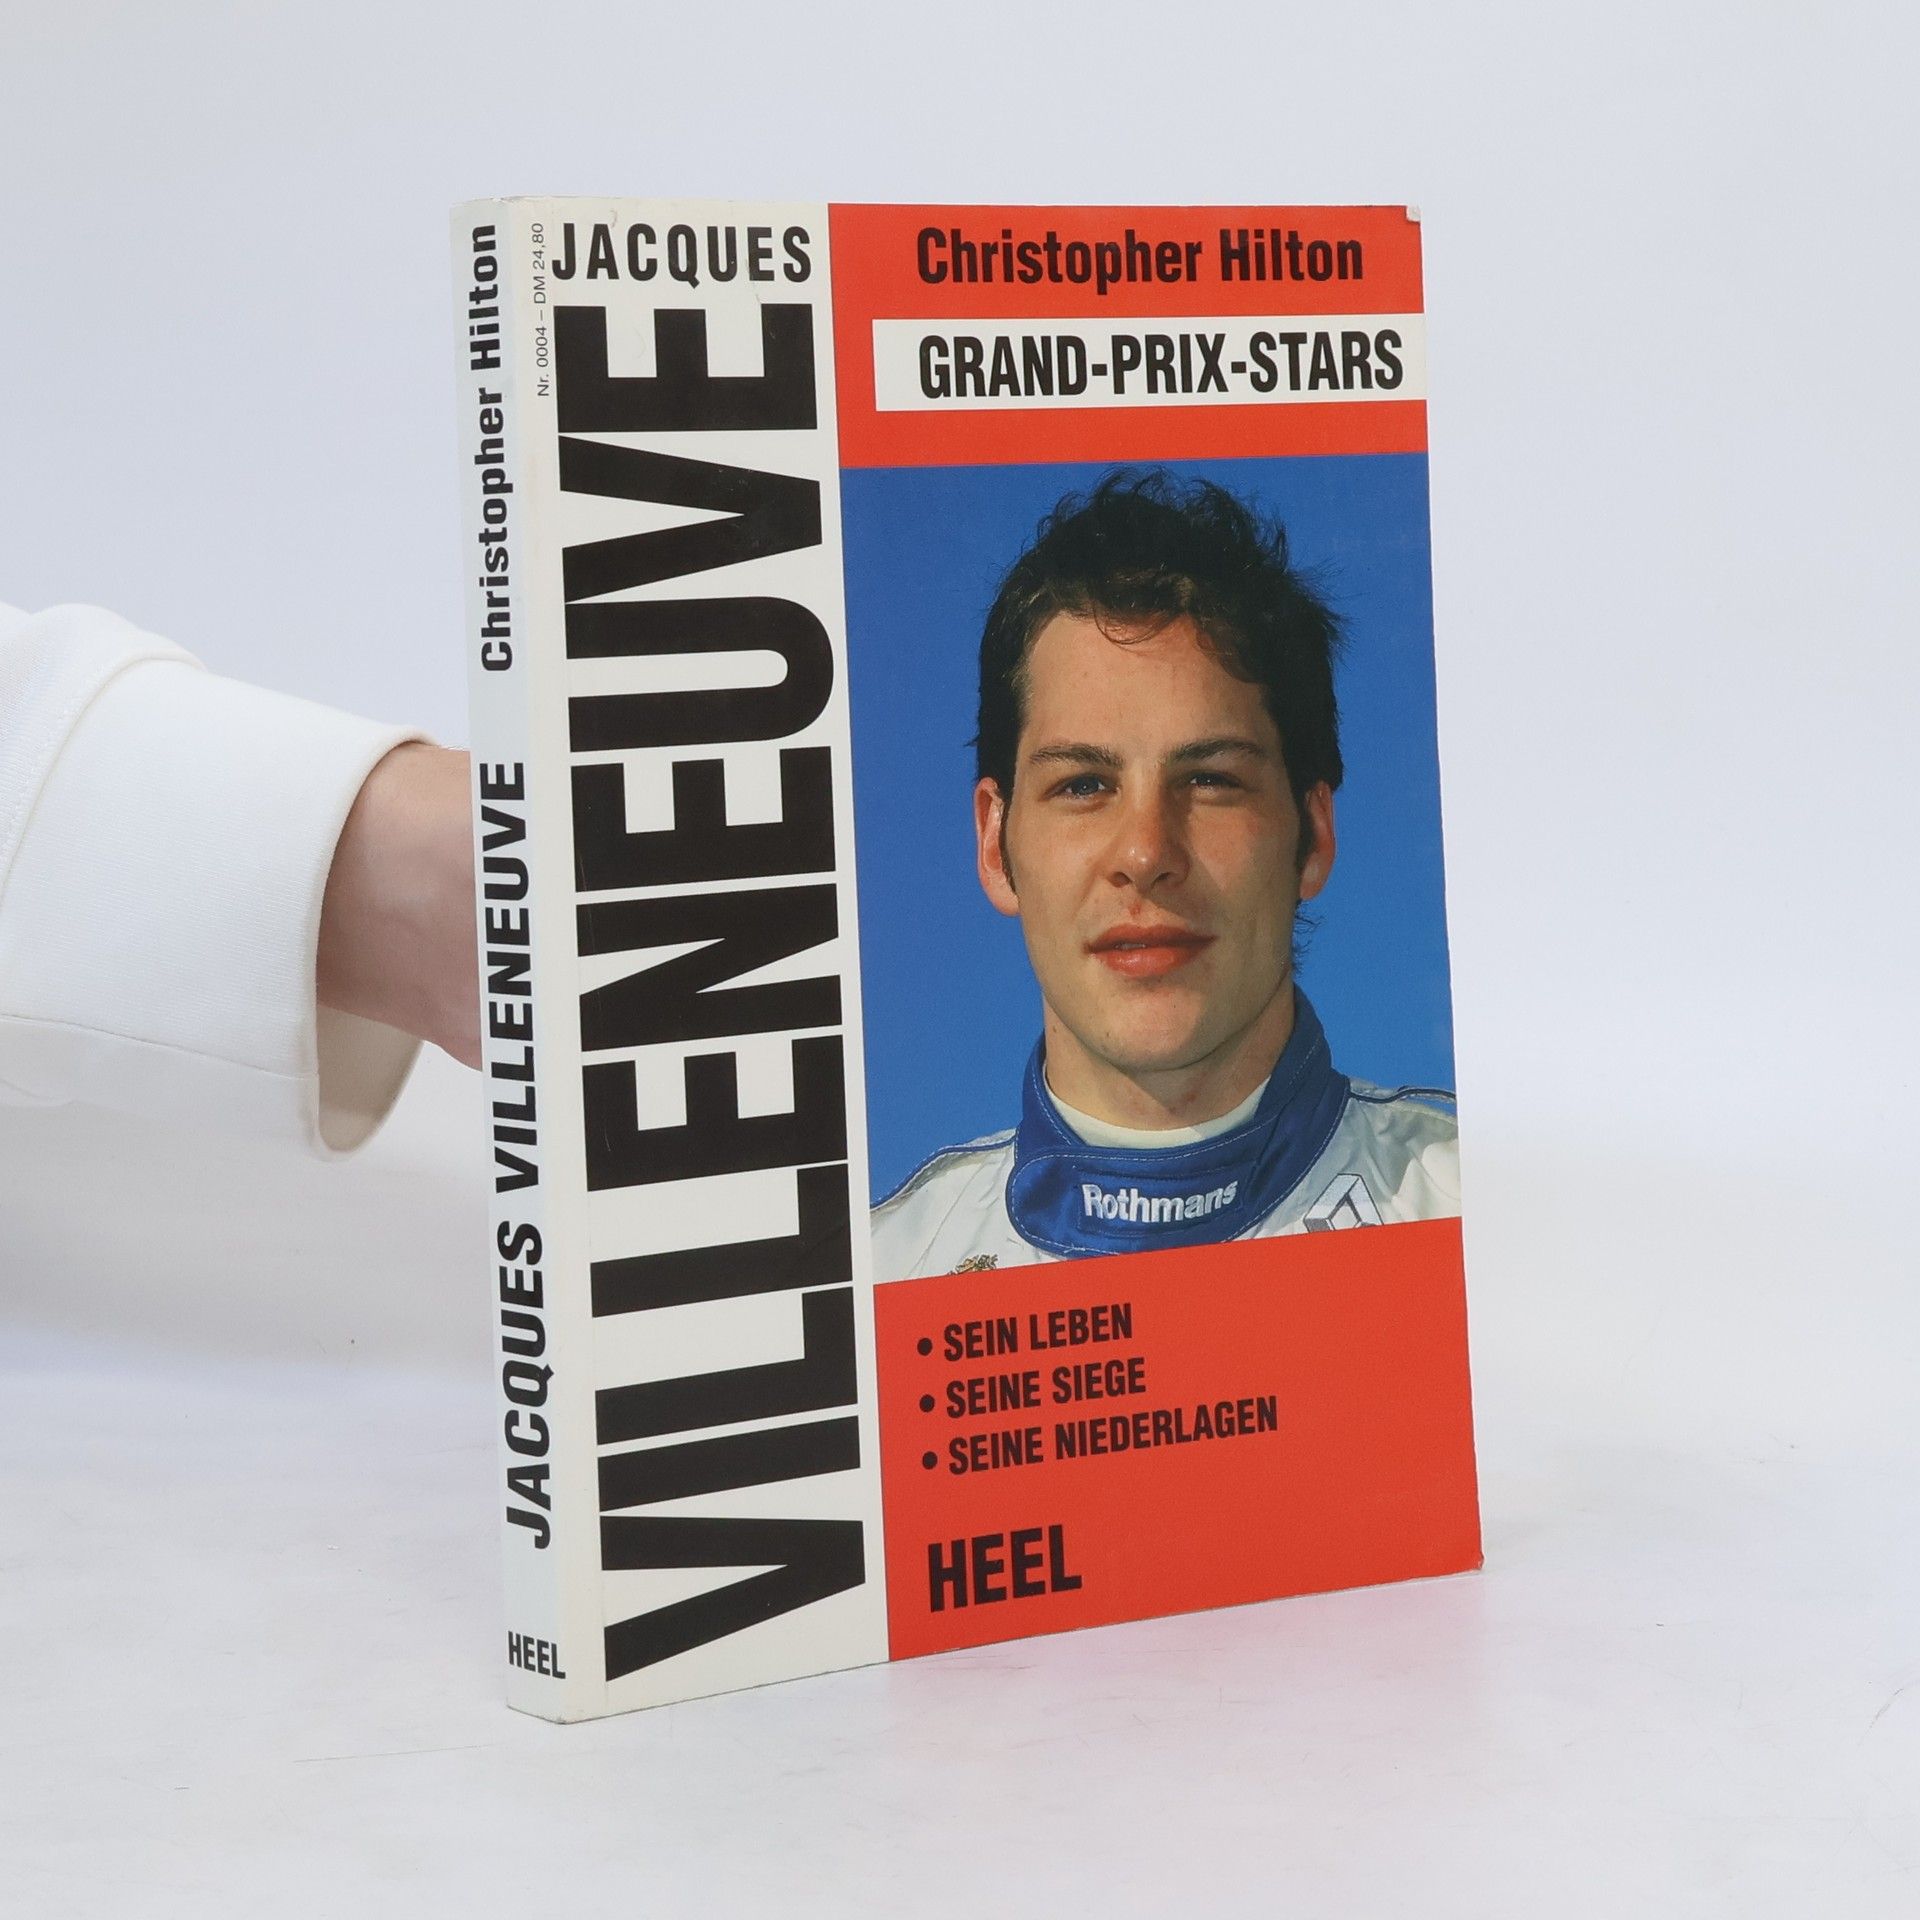 Christopher Hilton
JACQUES VILLENEUVE
HEEL
Nr. 0004 – DM 24,80
JACQUES
VILLENEUVE
Christopher Hilton
GRAND-PRIX-STARS
Rothmans
• SEIN LEBEN
• SEINE SIEGE
• SEINE NIEDERLAGEN
HEEL